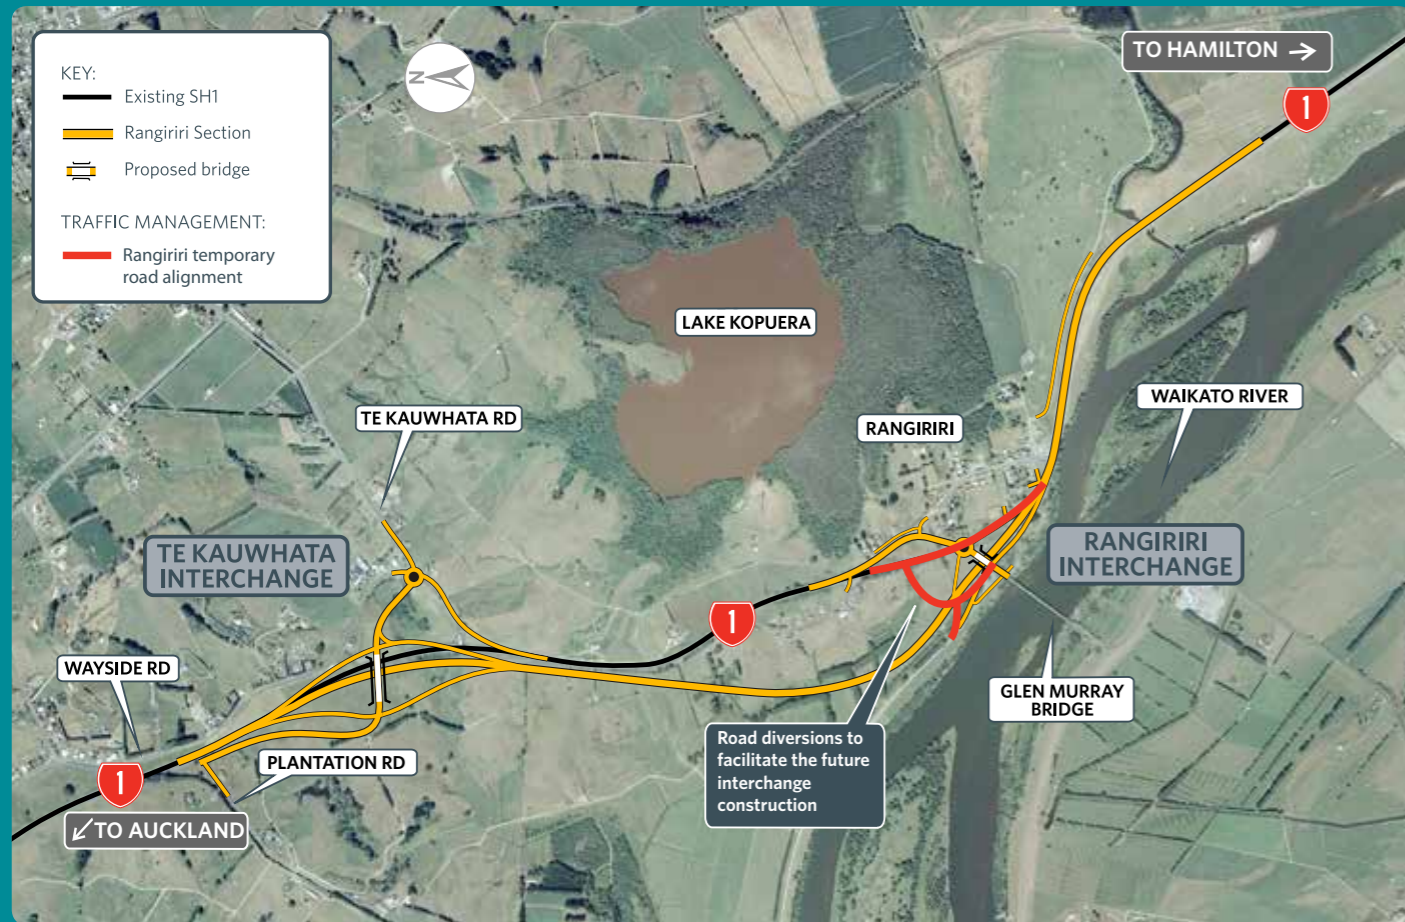 KEY:
Existing SH1
Rangiriri Section
Proposed bridge
TRAFFIC MANAGEMENT:
Rangiriri temporary
road alignment
N
TO HAMILTON →
1
LAKE KOPUERA
WAIKATO RIVER
TE KAUWHATA RD
RANGIRIRI
TE KAUWHATA
INTERCHANGE
RANGIRIRI
INTERCHANGE
1
WAYSIDE RD
GLEN MURRAY
BRIDGE
PLANTATION RD
Road diversions to
facilitate the future
interchange
construction
1
↙ TO AUCKLAND